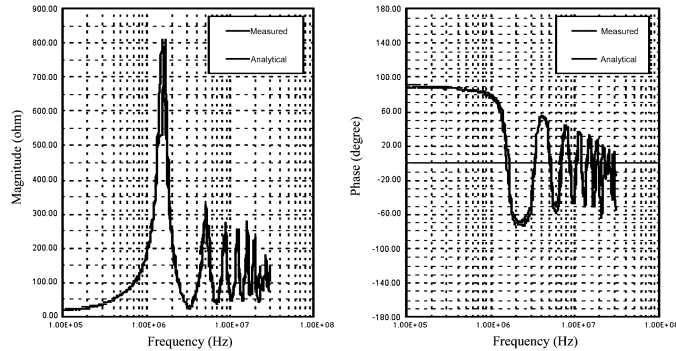 900.00
800.00
700.00
600.00
500.00
400.00
300.00
200.00
100.00
0.00
Magnitude (ohm)
Measured
Analytical
1.00E+05
1.00E+06
1.00E+07
1.00E+08
Frequency (Hz)
180.00
140.00
100.00
60.00
20.00
-20.00
-60.00
-100.00
-140.00
-180.00
Phase (degree)
Measured
Analytical
1.00E+05
1.00E+06
1.00E+07
1.00E+08
Frequency (Hz)